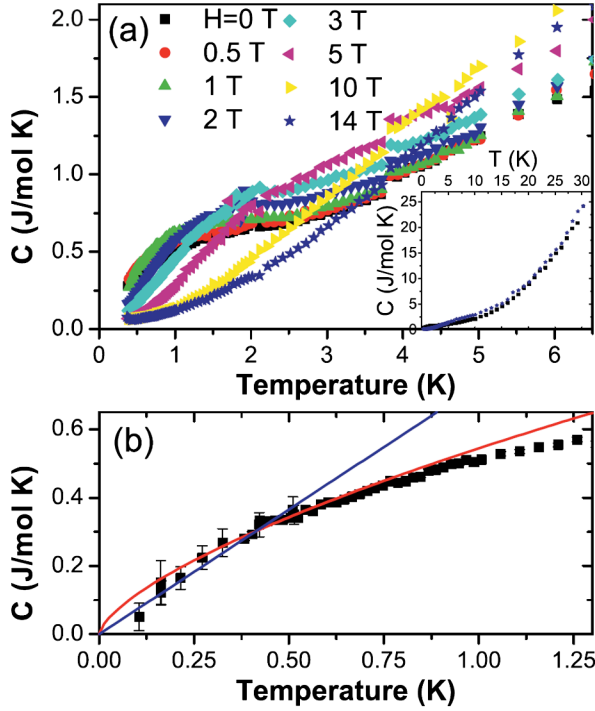 (a)
H=0 T 3 T
0.5 T 5 T
1 T 10 T
2 T 14 T
C (J/mol K)
2.0
1.5
1.0
0.5
0.0
0 1 2 3 4 5 6
Temperature (K)
T (K)
0 5 10 15 20 25 30
C (J/mol K)
25
20
15
10
5
0
(b)
C (J/mol K)
0.6
0.4
0.2
0.0
0.00 0.25 0.50 0.75 1.00 1.25
Temperature (K)